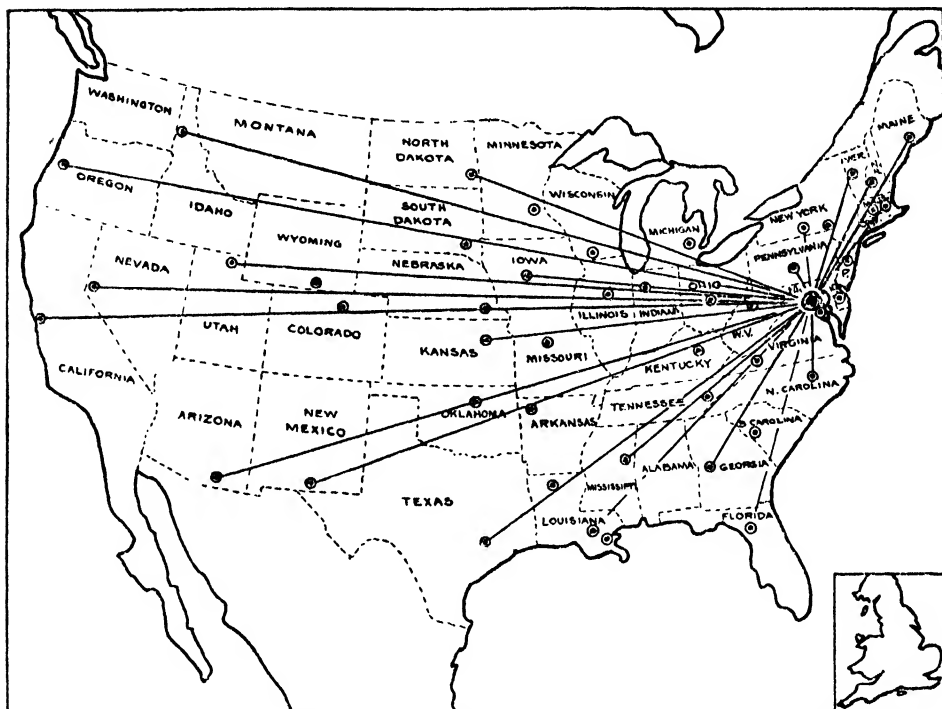 WASHINGTON
MONTANA
NORTH
DAKOTA
MINNESOTA
MAINE
OREGON
IDAHO
WISCONSIN
SOUTH
DAKOTA
WYOMING
MICHIGAN
NEW YORK
NEVADA
NEBRASKA
IOWA
PENNSYLVANIA
OHIO
UTAH
COLORADO
ILLINOIS
INDIANA
W.V.
VIRGINIA
KANSAS
MISSOURI
KENTUCKY
CALIFORNIA
N. CAROLINA
ARIZONA
NEW
MEXICO
OKLAHOMA
ARKANSAS
TENNESSEE
S CAROLINA
TEXAS
MISSISSIPPI
ALABAMA
GEORGIA
LOUISIANA
FLORIDA